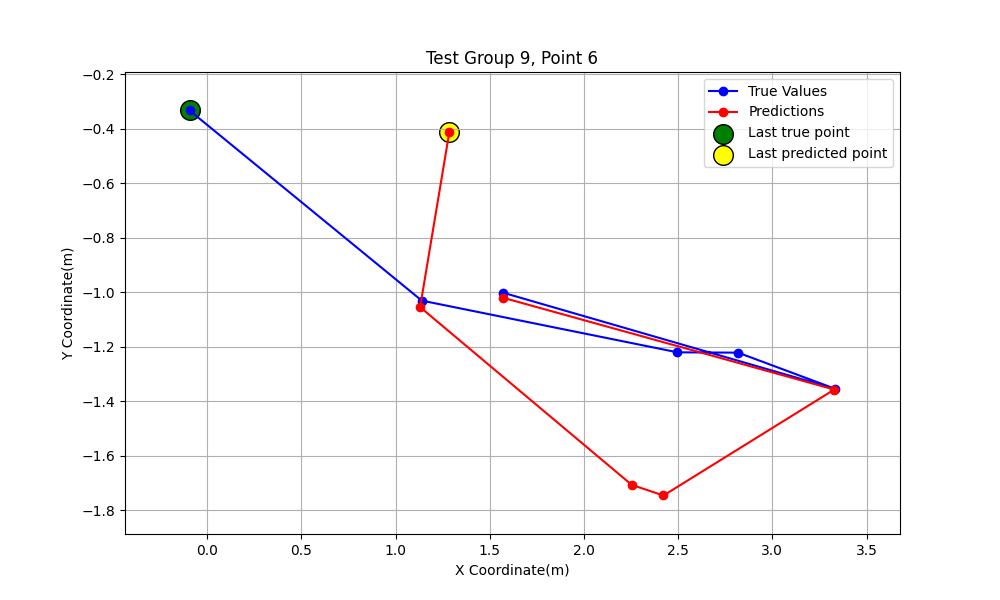 Test Group 9, Point 6
True Values
Predictions
Last true point
Last predicted point
Y Coordinate(m)
−0.2
−0.4
−0.6
−0.8
−1.0
−1.2
−1.4
−1.6
−1.8
0.0 0.5 1.0 1.5 2.0 2.5 3.0 3.5
X Coordinate(m)